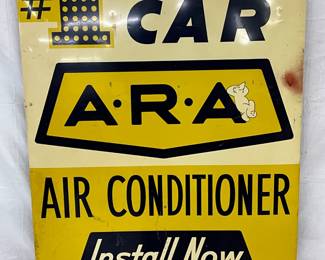 #1
CAR
A·R·A
AIR CONDITIONER
Install Now